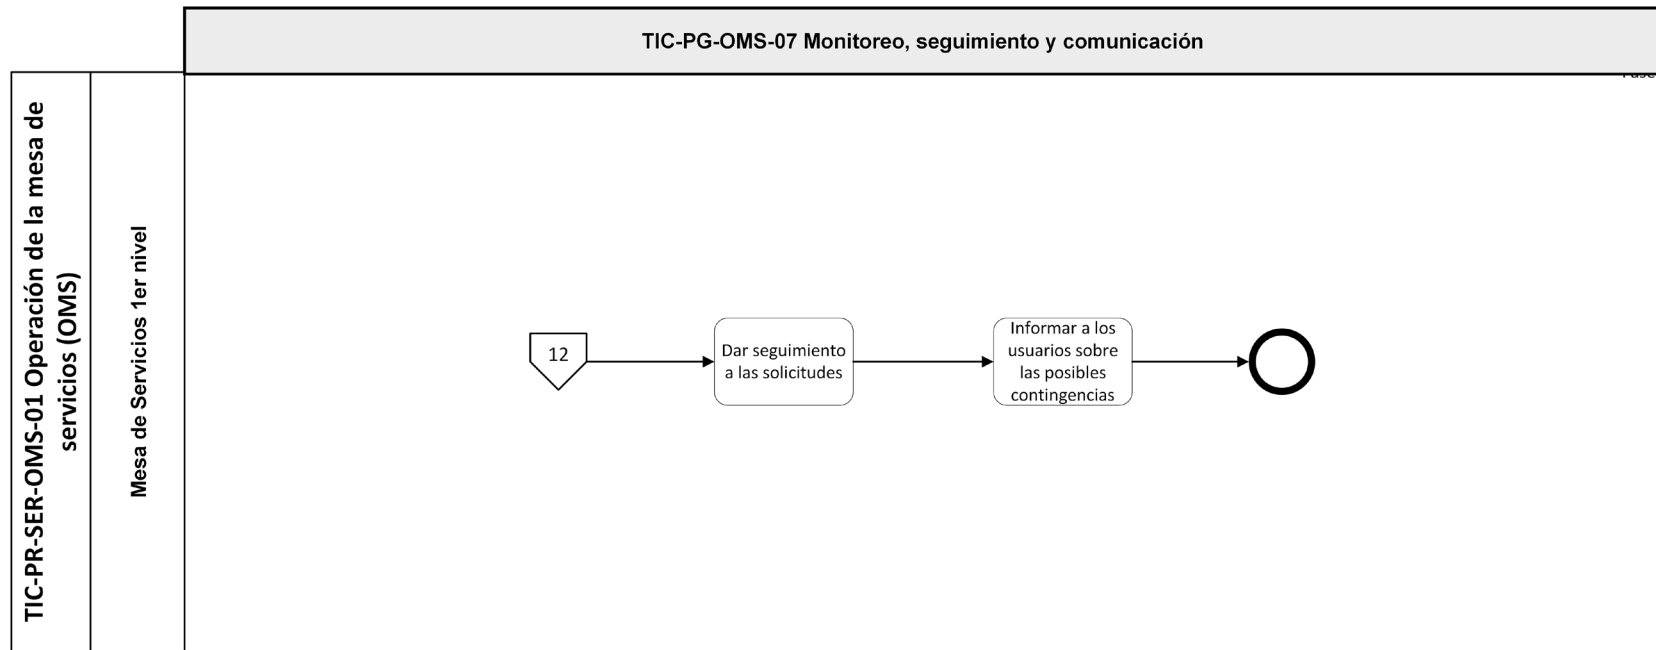 TIC-PG-OMS-07 Monitoreo, seguimiento y comunicación
TIC-PR-SER-OMS-01 Operación de la mesa de
servicios (OMS)
Mesa de Servicios 1er nivel
12
Dar seguimiento
a las solicitudes
Informar a los
usuarios sobre
las posibles
contingencias